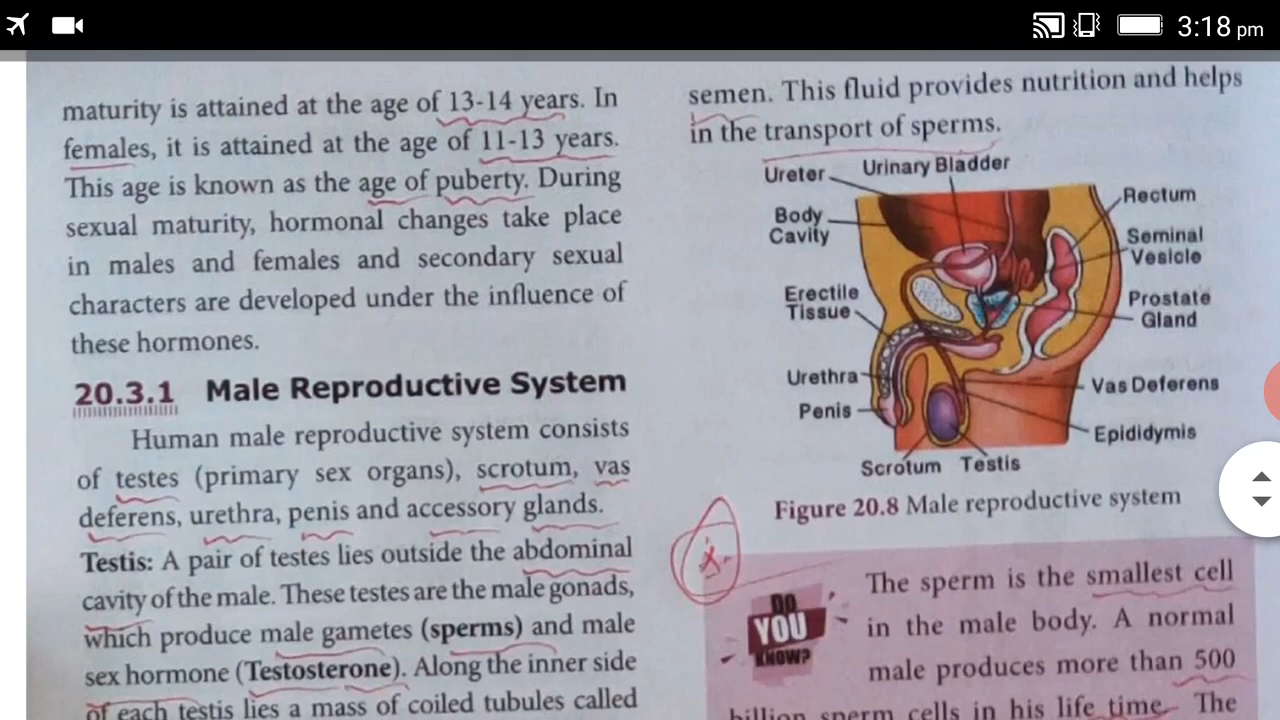 3:18 pm
maturity is attained at the age of 13-14 years. In
females, it is attained at the age of 11-13 years.
This age is known as the age of puberty. During
sexual maturity, hormonal changes take place
in males and females and secondary sexual
characters are developed under the influence of
these hormones.
20.3.1 Male Reproductive System
Human male reproductive system consists
of testes (primary sex organs), scrotum, vas
deferens, urethra, penis and accessory glands.
Testis: A pair of testes lies outside the abdominal
cavity of the male. These testes are the male gonads,
which produce male gametes (sperms) and male
sex hormone (Testosterone). Along the inner side
of each testis lies a mass of coiled tubules called
semen. This fluid provides nutrition and helps
in the transport of sperms.
Ureter
Urinary Bladder
Rectum
Body
Cavity
Seminal
Vesicle
Erectile
Tissue
Prostate
Gland
Urethra
Vas Deferens
Penis
Epididymis
Scrotum
Testis
Figure 20.8 Male reproductive system
DO
YOU
KNOW?
The sperm is the smallest cell
in the male body. A normal
male produces more than 500
billion sperm cells in his life time. The